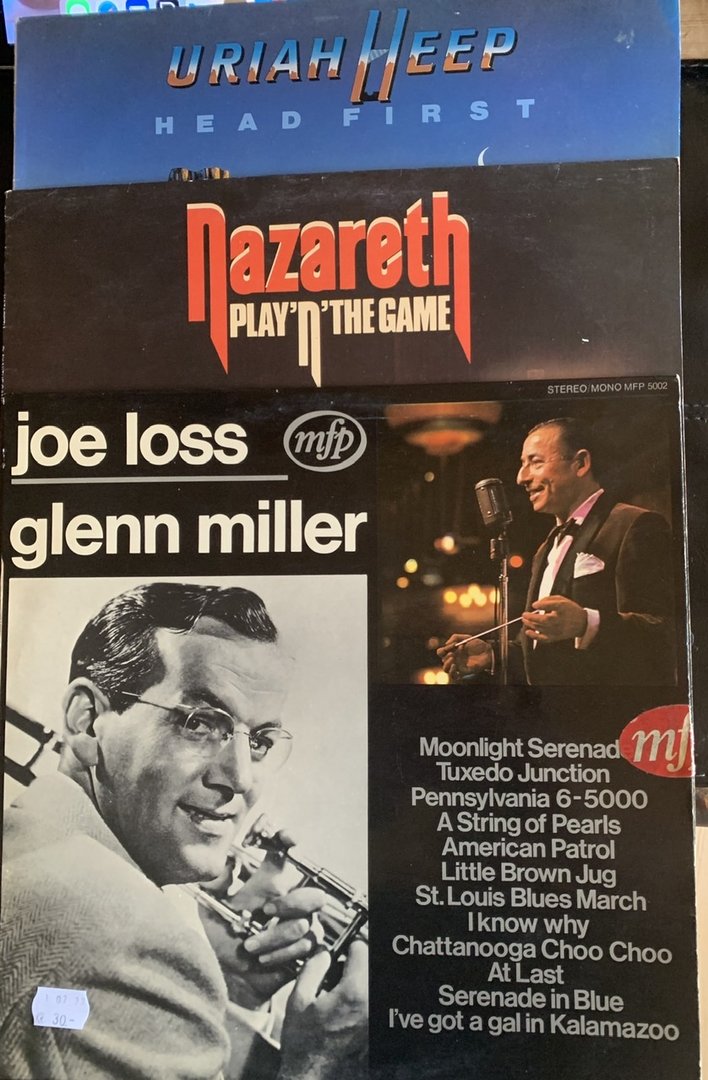 URIAH HEEP
HEAD FIRST
nazareth
PLAY'n'THE GAME
STEREO/MONO MFP 5002
joe loss
mfp
glenn miller
Moonlight Serenad
mf
Tuxedo Junction
Pennsylvania 6-5000
A String of Pearls
American Patrol
Little Brown Jug
St. Louis Blues March
I know why
Chattanooga Choo Choo
At Last
Serenade in Blue
I've got a gal in Kalamazoo
30.-